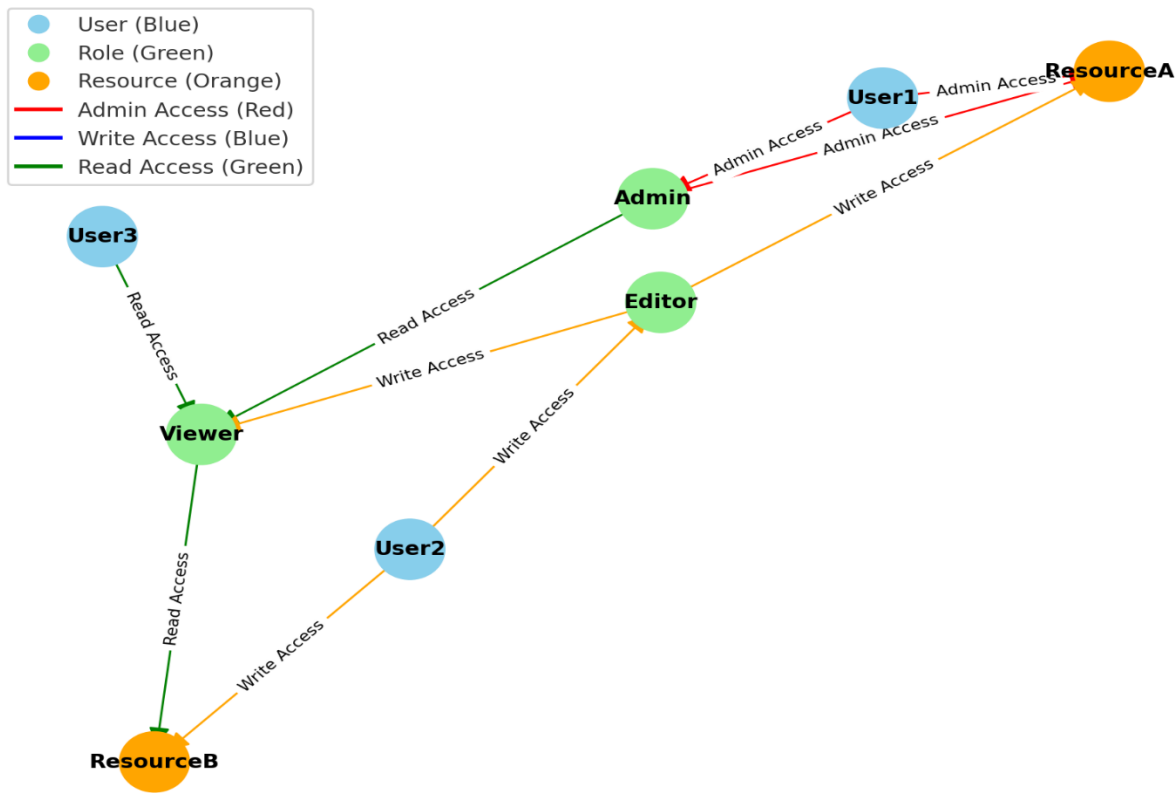 User (Blue)
Role (Green)
Resource (Orange)
Admin Access (Red)
Write Access (Blue)
Read Access (Green)
ResourceA
User1
Admin Access
Admin Access
Admin Access
Write Access
Admin
User3
Editor
Read Access
Read Access
Write Access
Write Access
Viewer
User2
Read Access
Write Access
ResourceB